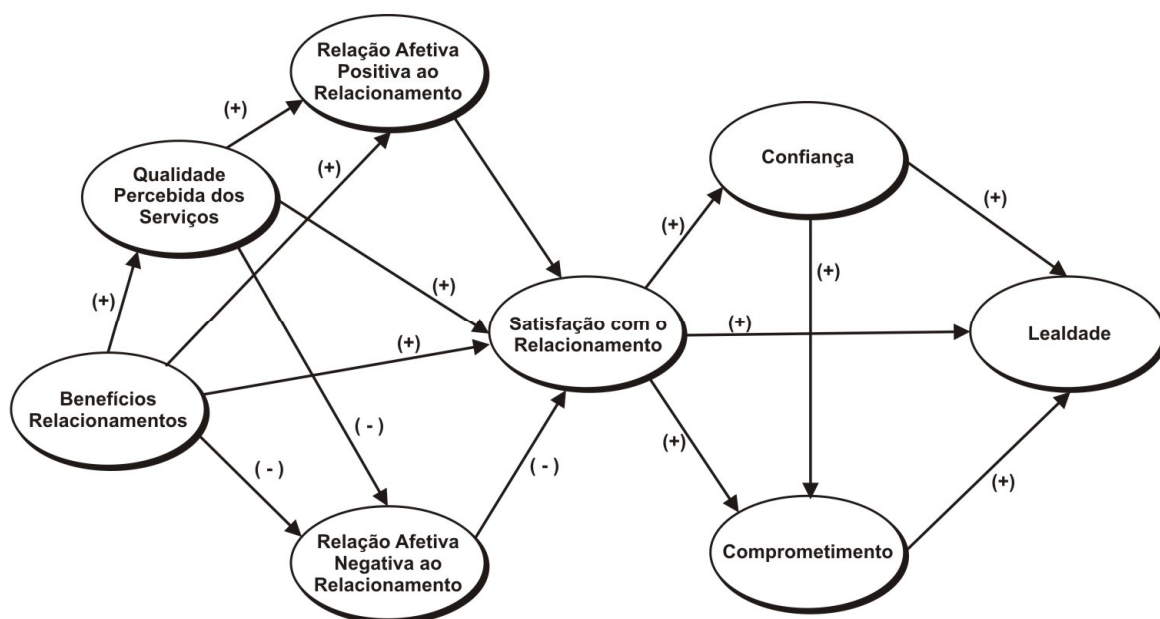 Relação Afetiva
Positiva ao
Relacionamento
(+)
Qualidade
Percebida dos
Serviços
(+)
Confiança
(+)
(+)
(+)
(+)
(+)
Satisfação com o
Relacionamento
(+)
Lealdade
(+)
Benefícios
Relacionamentos
(+)
( - )
( - )
( - )
(+)
(+)
Relação Afetiva
Negativa ao
Relacionamento
Comprometimento